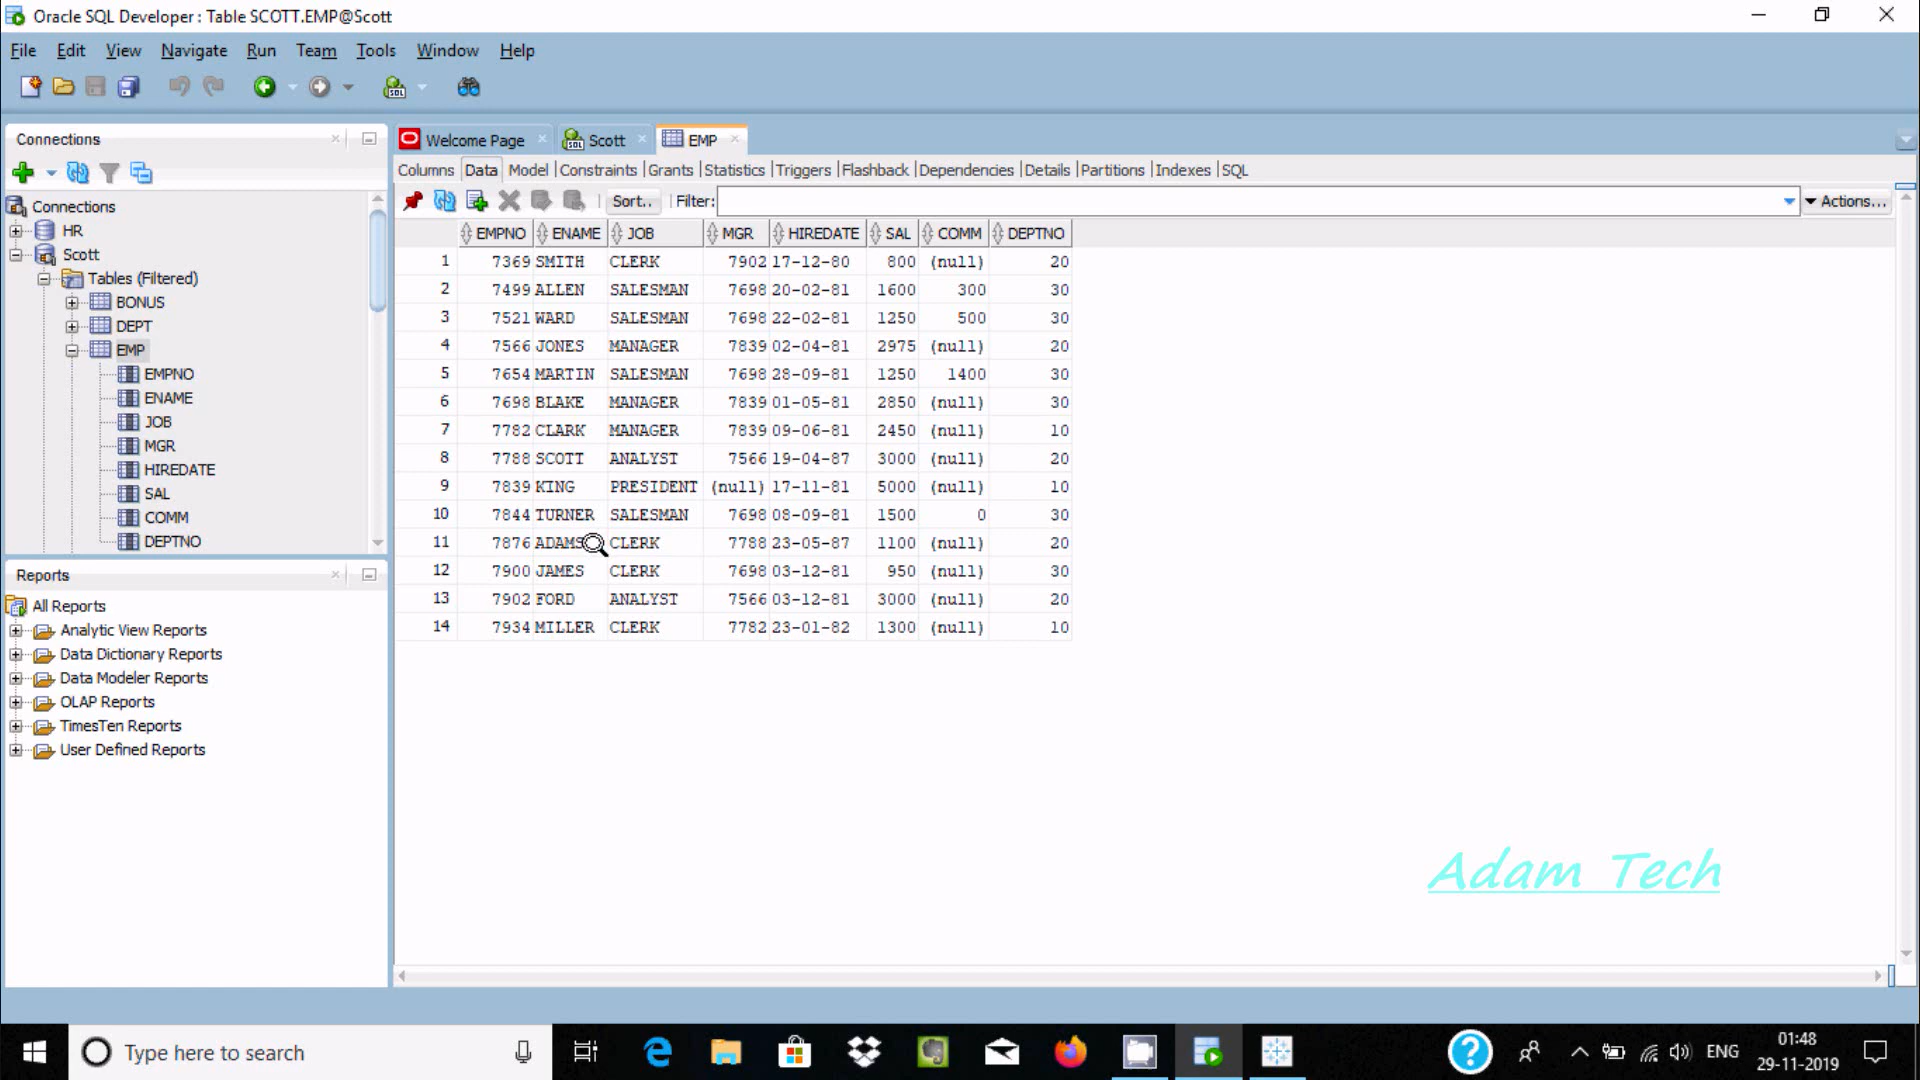 Oracle SQL Developer : Table SCOTT.EMP@Scott
File Edit View Navigate Run Team Tools Window Help
Connections
Welcome Page Scott EMP
Columns Data Model Constraints Grants Statistics Triggers Flashback Dependencies Details Partitions Indexes SQL
Sort.. Filter: Actions...
Connections
HR
Scott
Tables (Filtered)
BONUS
DEPT
EMP
EMPNO
ENAME
JOB
MGR
HIREDATE
SAL
COMM
DEPTNO
EMPNO ENAME JOB MGR HIREDATE SAL COMM DEPTNO
1 7369 SMITH CLERK 7902 17-12-80 800 (null) 20
2 7499 ALLEN SALESMAN 7698 20-02-81 1600 300 30
3 7521 WARD SALESMAN 7698 22-02-81 1250 500 30
4 7566 JONES MANAGER 7839 02-04-81 2975 (null) 20
5 7654 MARTIN SALESMAN 7698 28-09-81 1250 1400 30
6 7698 BLAKE MANAGER 7839 01-05-81 2850 (null) 30
7 7782 CLARK MANAGER 7839 09-06-81 2450 (null) 10
8 7788 SCOTT ANALYST 7566 19-04-87 3000 (null) 20
9 7839 KING PRESIDENT (null) 17-11-81 5000 (null) 10
10 7844 TURNER SALESMAN 7698 08-09-81 1500 0 30
11 7876 ADAMS CLERK 7788 23-05-87 1100 (null) 20
12 7900 JAMES CLERK 7698 03-12-81 950 (null) 30
13 7902 FORD ANALYST 7566 03-12-81 3000 (null) 20
14 7934 MILLER CLERK 7782 23-01-82 1300 (null) 10
Reports
All Reports
Analytic View Reports
Data Dictionary Reports
Data Modeler Reports
OLAP Reports
TimesTen Reports
User Defined Reports
Adam Tech
Type here to search
ENG
01:48
29-11-2019